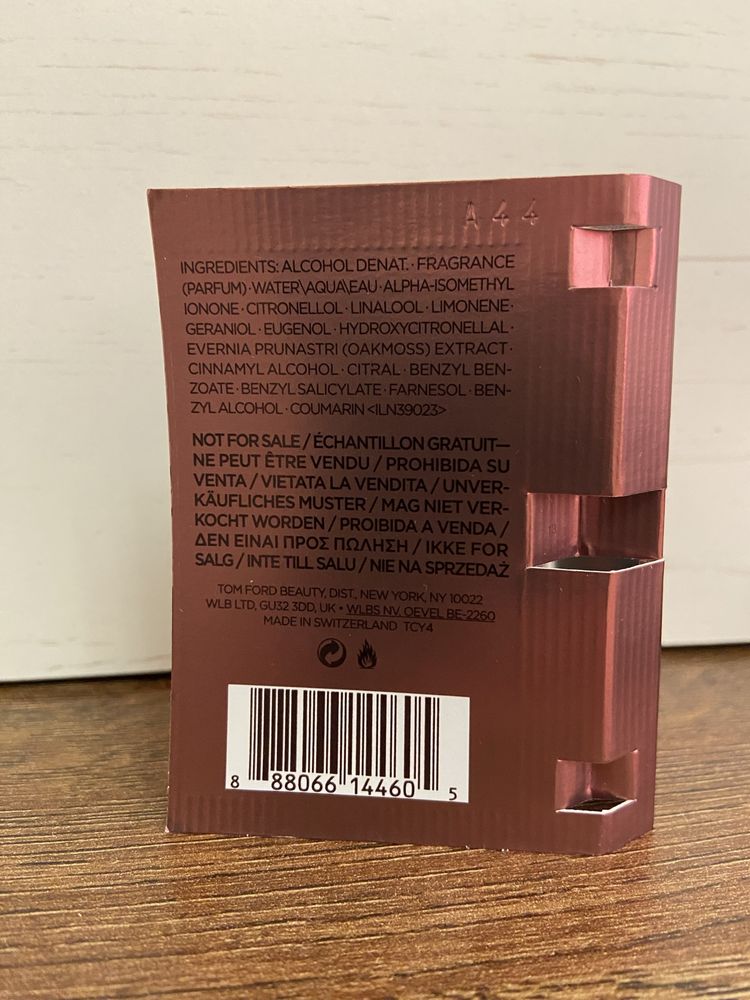 A44
INGREDIENTS: ALCOHOL DENAT. · FRAGRANCE
(PARFUM) · WATER\AQUA\EAU · ALPHA-ISOMETHYL
IONONE · CITRONELLOL · LINALOOL · LIMONENE ·
GERANIOL · EUGENOL · HYDROXYCITRONELLAL ·
EVERNIA PRUNASTRI (OAKMOSS) EXTRACT ·
CINNAMYL ALCOHOL · CITRAL · BENZYL BEN-
ZOATE · BENZYL SALICYLATE · FARNESOL · BEN-
ZYL ALCOHOL · COUMARIN <ILN39023>
NOT FOR SALE / ÉCHANTILLON GRATUIT—
NE PEUT ÊTRE VENDU / PROHIBIDA SU
VENTA / VIETATA LA VENDITA / UNVER-
KÄUFLICHES MUSTER / MAG NIET VER-
KOCHT WORDEN / PROIBIDA A VENDA /
ΔΕΝ ΕΙΝΑΙ ΠΡΟΣ ΠΩΛΗΣΗ / IKKE FOR
SALG / INTE TILL SALU / NIE NA SPRZEDAŻ
TOM FORD BEAUTY, DIST., NEW YORK, NY 10022
WLB LTD, GU32 3DD, UK • WLBS NV. OEVEL BE-2260
MADE IN SWITZERLAND TCY4
8 88066 14460 5